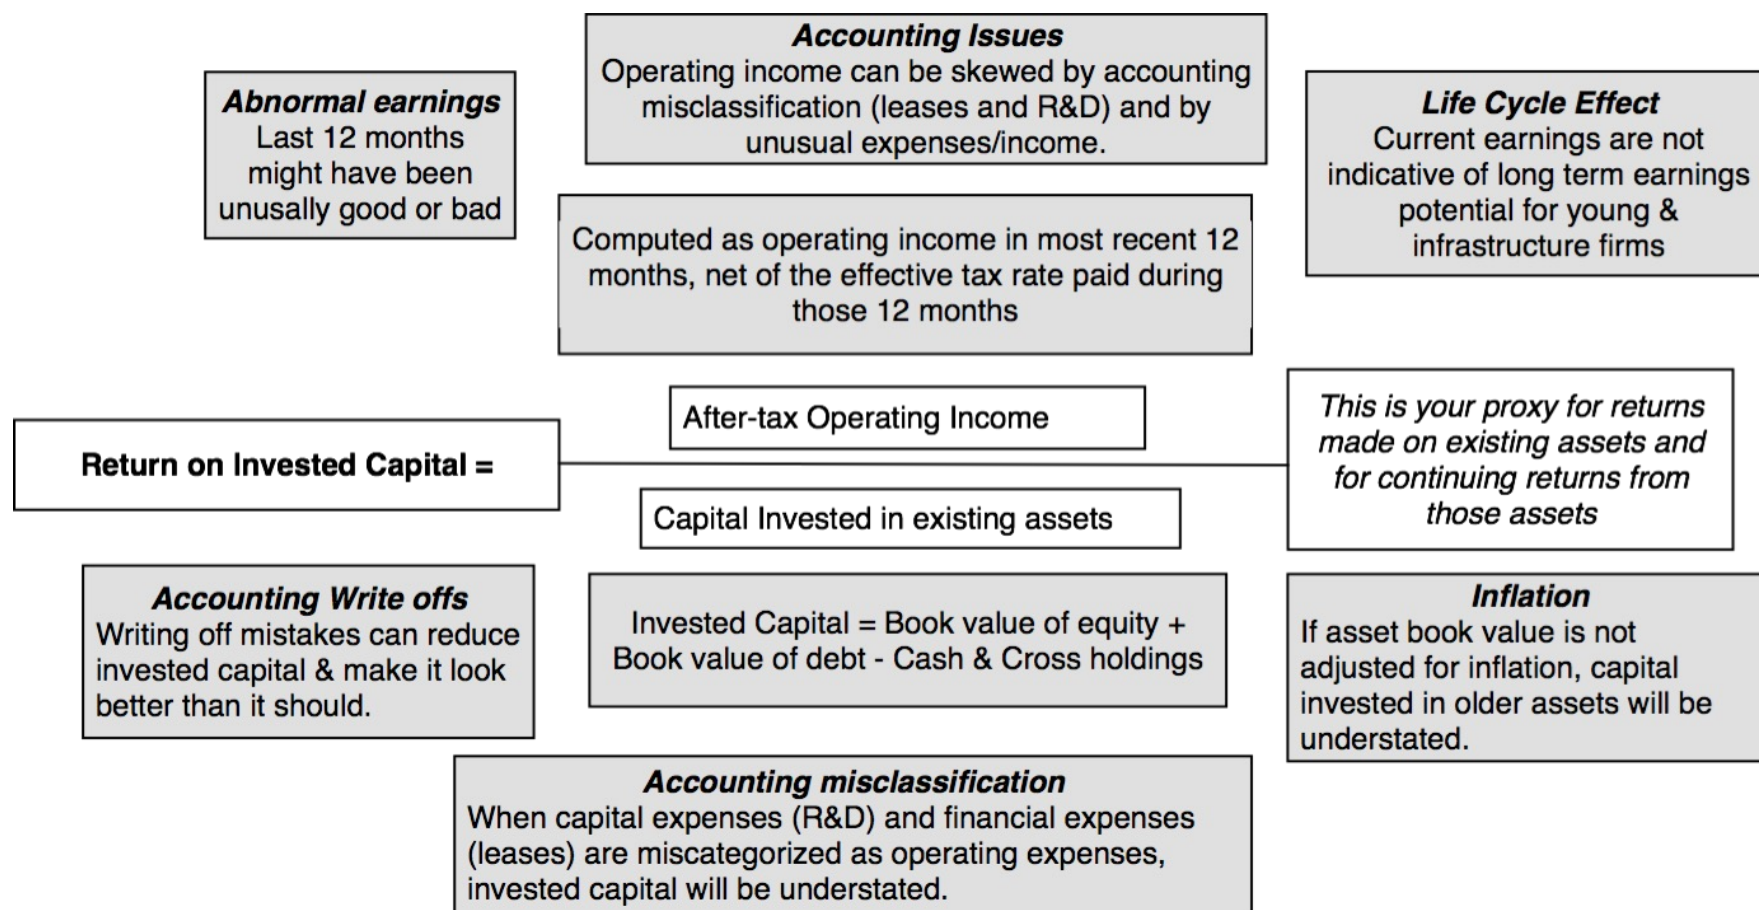 Accounting Issues
Operating income can be skewed by accounting
misclassification (leases and R&D) and by
unusual expenses/income.
Abnormal earnings
Last 12 months
might have been
unusally good or bad
Life Cycle Effect
Current earnings are not
indicative of long term earnings
potential for young &
infrastructure firms
Computed as operating income in most recent 12
months, net of the effective tax rate paid during
those 12 months
After-tax Operating Income
Return on Invested Capital =
Capital Invested in existing assets
This is your proxy for returns
made on existing assets and
for continuing returns from
those assets
Accounting Write offs
Writing off mistakes can reduce
invested capital & make it look
better than it should.
Invested Capital = Book value of equity +
Book value of debt - Cash & Cross holdings
Inflation
If asset book value is not
adjusted for inflation, capital
invested in older assets will be
understated.
Accounting misclassification
When capital expenses (R&D) and financial expenses
(leases) are miscategorized as operating expenses,
invested capital will be understated.